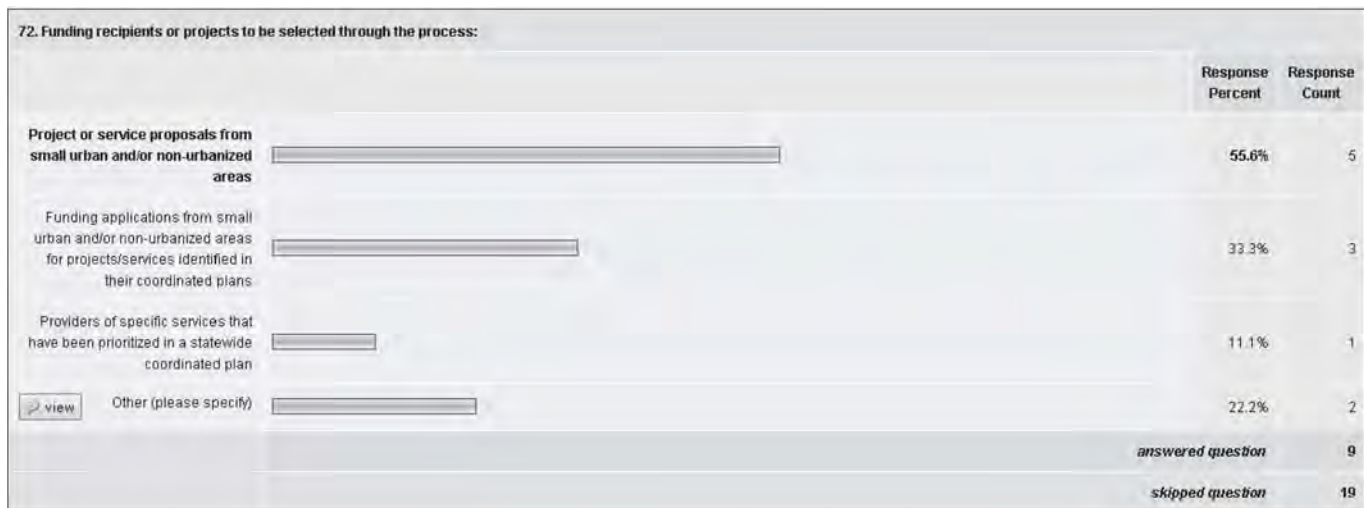 72. Funding recipients or projects to be selected through the process:
Response Percent
Response Count
Project or service proposals from
small urban and/or non-urbanized
areas
55.6%
5
Funding applications from small
urban and/or non-urbanized areas
for projects/services identified in
their coordinated plans
33.3%
3
Providers of specific services that
have been prioritized in a statewide
coordinated plan
11.1%
1
view
Other (please specify)
22.2%
2
answered question
9
skipped question
19